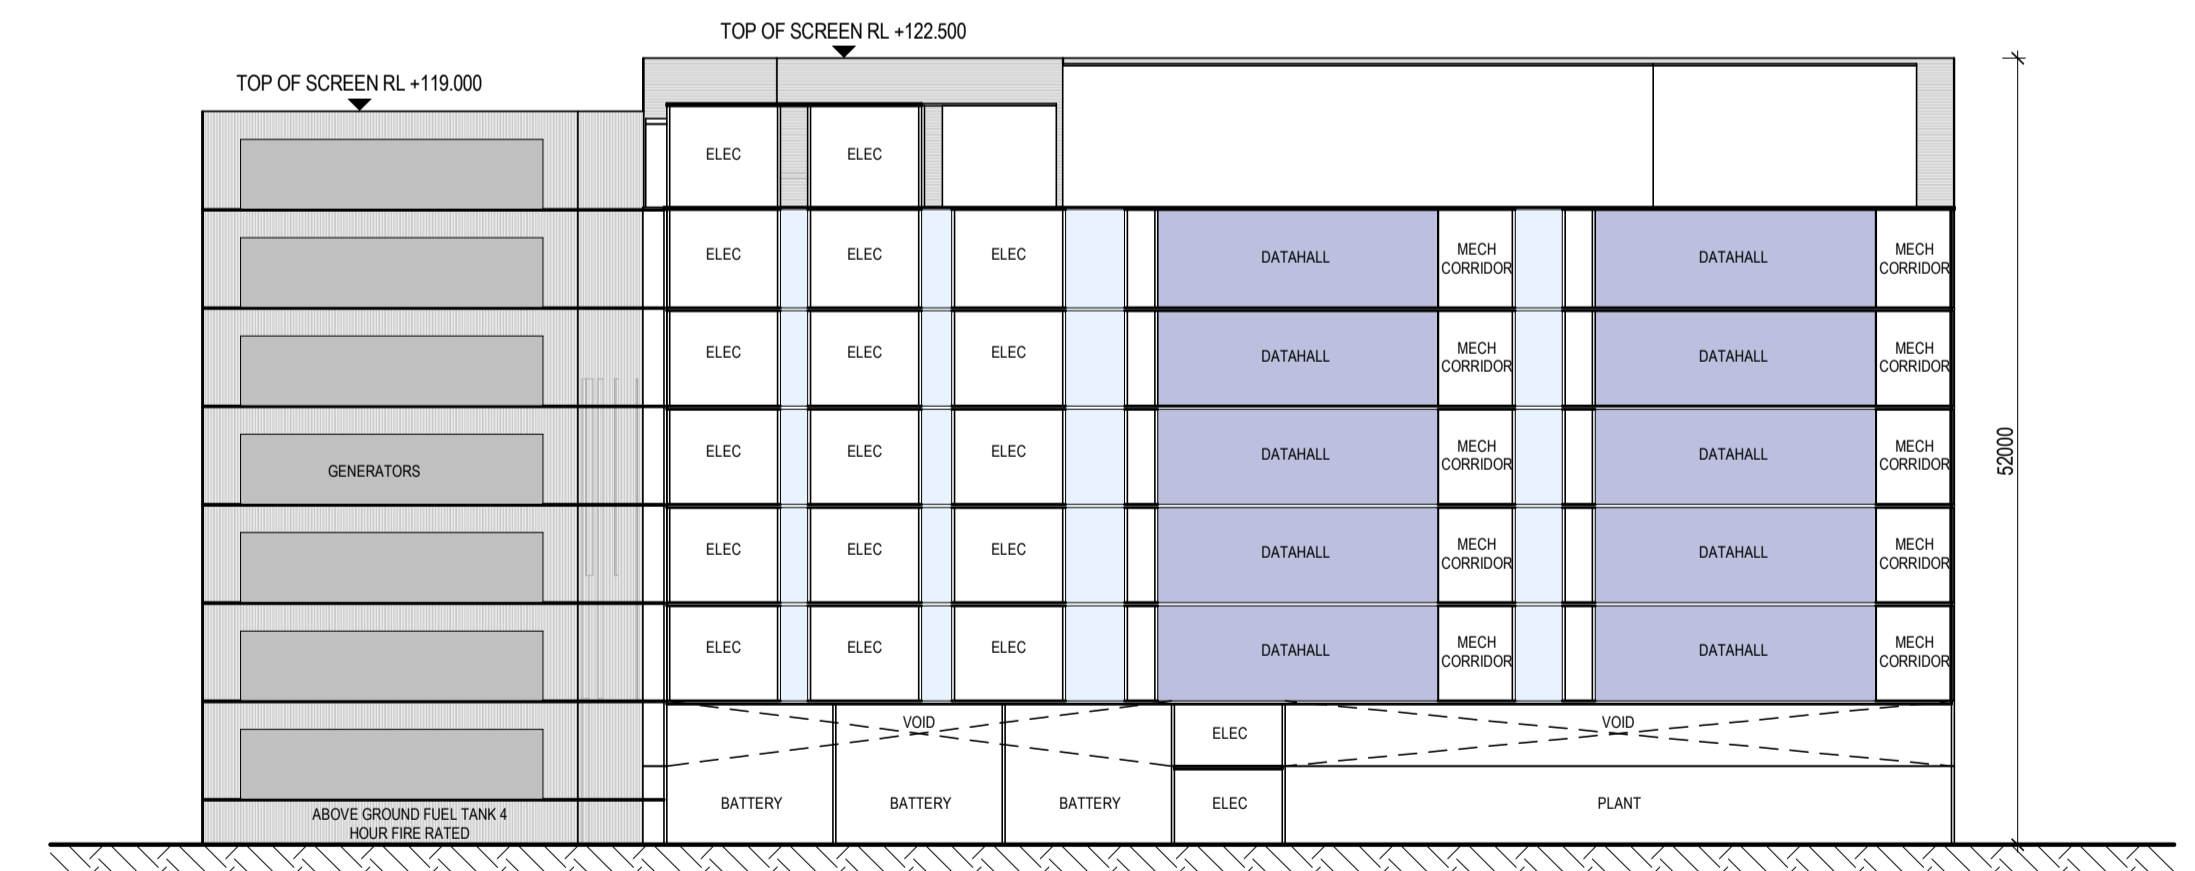 TOP OF SCREEN RL +122.500
TOP OF SCREEN RL +119.000
ELEC
ELEC
ELEC
ELEC
ELEC
DATAHALL
MECH
CORRIDOR
DATAHALL
MECH
CORRIDOR
ELEC
ELEC
ELEC
DATAHALL
MECH
CORRIDOR
DATAHALL
MECH
CORRIDOR
GENERATORS
ELEC
ELEC
ELEC
DATAHALL
MECH
CORRIDOR
DATAHALL
MECH
CORRIDOR
52000
ELEC
ELEC
ELEC
DATAHALL
MECH
CORRIDOR
DATAHALL
MECH
CORRIDOR
ELEC
ELEC
ELEC
DATAHALL
MECH
CORRIDOR
DATAHALL
MECH
CORRIDOR
VOID
ELEC
VOID
ABOVE GROUND FUEL TANK 4
HOUR FIRE RATED
BATTERY
BATTERY
BATTERY
ELEC
PLANT